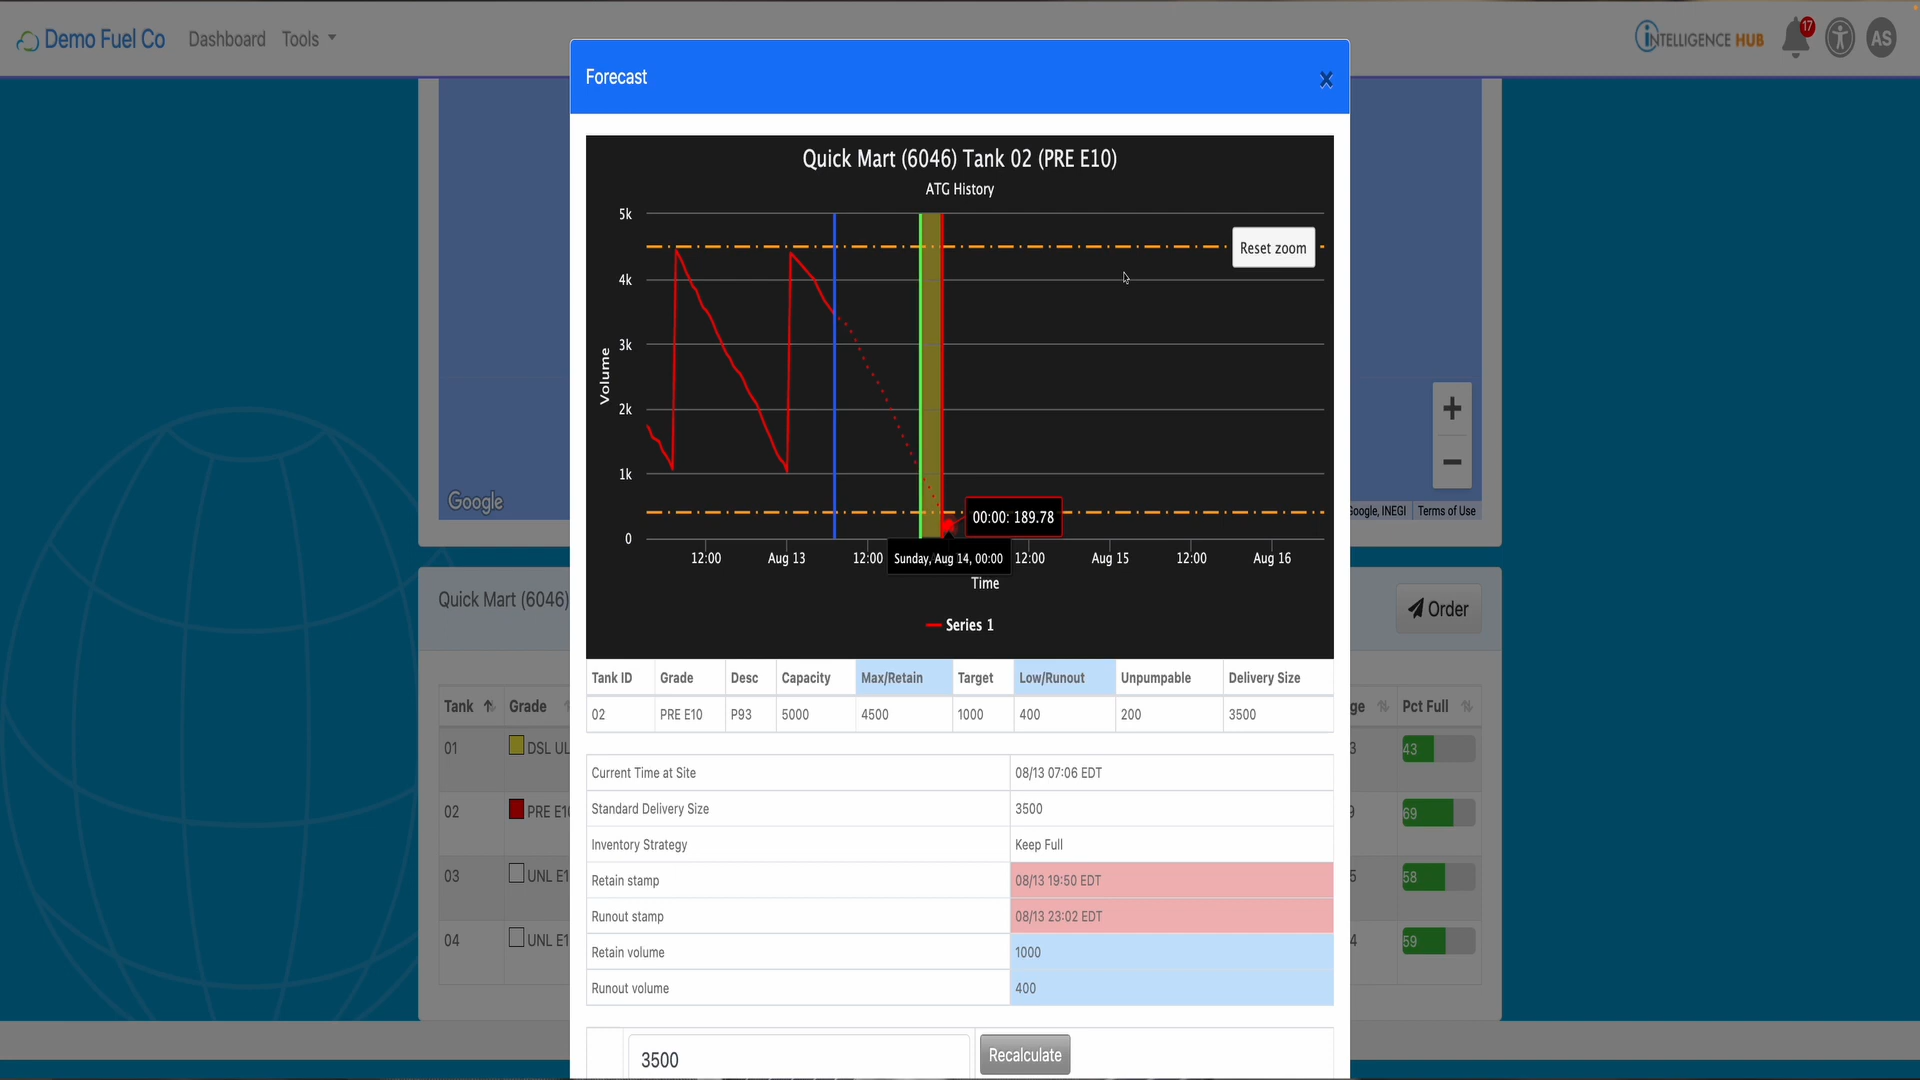 Demo Fuel Co Dashboard Tools
INTELLIGENCE HUB 17 AS
Forecast
X
Quick Mart (6046) Tank 02 (PRE E10)
ATG History
Reset zoom
5k
4k
3k
2k
1k
0
Volume
00:00: 189.78
12:00 Aug 13 12:00 Sunday, Aug 14, 00:00 12:00 Aug 15 12:00 Aug 16
Time
Series 1
Tank ID Grade Desc Capacity Max/Retain Target Low/Runout Unpumpable Delivery Size
02 PRE E10 P93 5000 4500 1000 400 200 3500
Current Time at Site 08/13 07:06 EDT
Standard Delivery Size 3500
Inventory Strategy Keep Full
Retain stamp 08/13 19:50 EDT
Runout stamp 08/13 23:02 EDT
Retain volume 1000
Runout volume 400
3500 Recalculate
Google
Google, INEGI Terms of Use
Quick Mart (6046)
Order
Tank Grade ge Pct Full
01 DSL UL 3 43
02 PRE E10 9 69
03 UNL E1 5 58
04 UNL E1 4 59